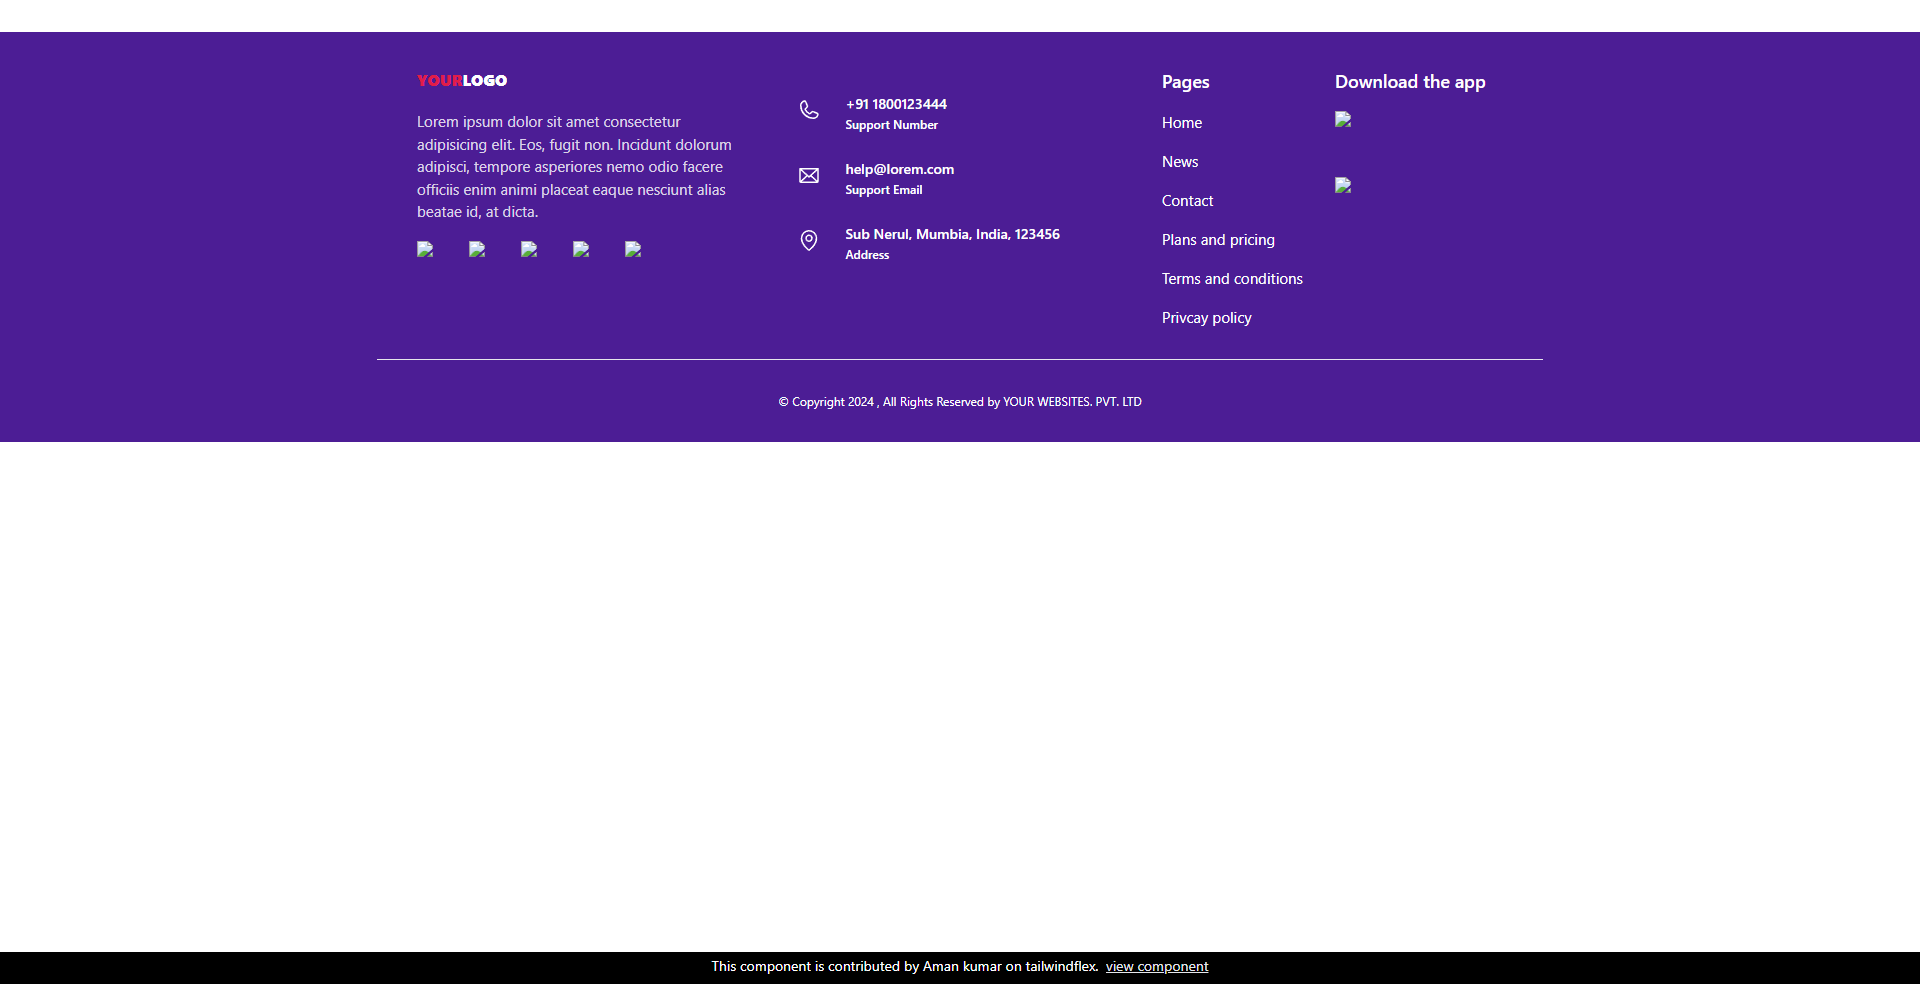 YOURLOGO
Lorem ipsum dolor sit amet consectetur
adipisicing elit. Eos, fugit non. Incidunt dolorum
adipisci, tempore asperiores nemo odio facere
officiis enim animi placeat eaque nesciunt alias
beatae id, at dicta.
+91 1800123444
Support Number
help@lorem.com
Support Email
Sub Nerul, Mumbia, India, 123456
Address
Pages
Home
News
Contact
Plans and pricing
Terms and conditions
Privcay policy
Download the app
© Copyright 2024 , All Rights Reserved by YOUR WEBSITES. PVT. LTD
This component is contributed by Aman kumar on tailwindflex. view component